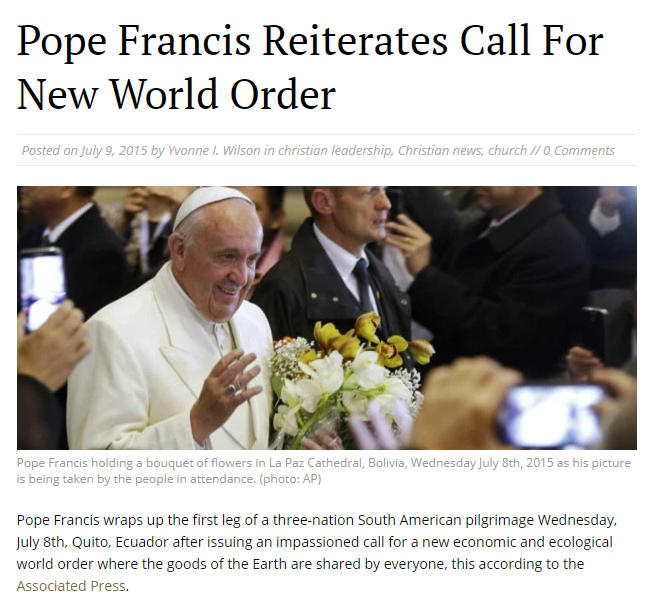 Pope Francis Reiterates Call For
New World Order
Posted on July 9, 2015 by Yvonne I. Wilson in christian leadership, Christian news, church // 0 Comments
Pope Francis holding a bouquet of flowers in La Paz Cathedral, Bolivia, Wednesday July 8th, 2015 as his picture
is being taken by the people in attendance. (photo: AP)
Pope Francis wraps up the first leg of a three-nation South American pilgrimage Wednesday,
July 8th, Quito, Ecuador after issuing an impassioned call for a new economic and ecological
world order where the goods of the Earth are shared by everyone, this according to the
Associated Press.